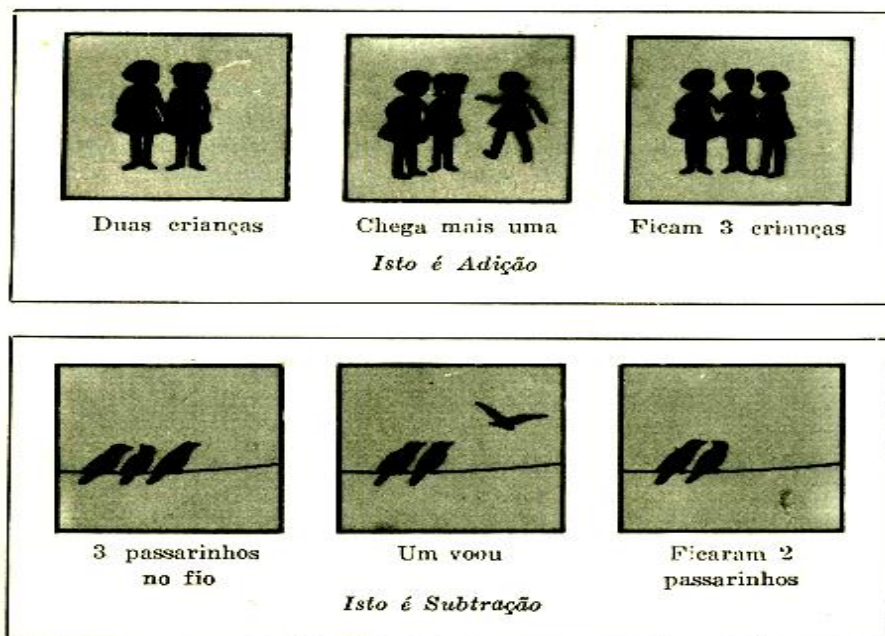 Duas crianças
Chega mais uma
Ficam 3 crianças
Isto é Adição
3 passarinhos
no fio
Um voou
Ficaram 2
passarinhos
Isto é Subtração